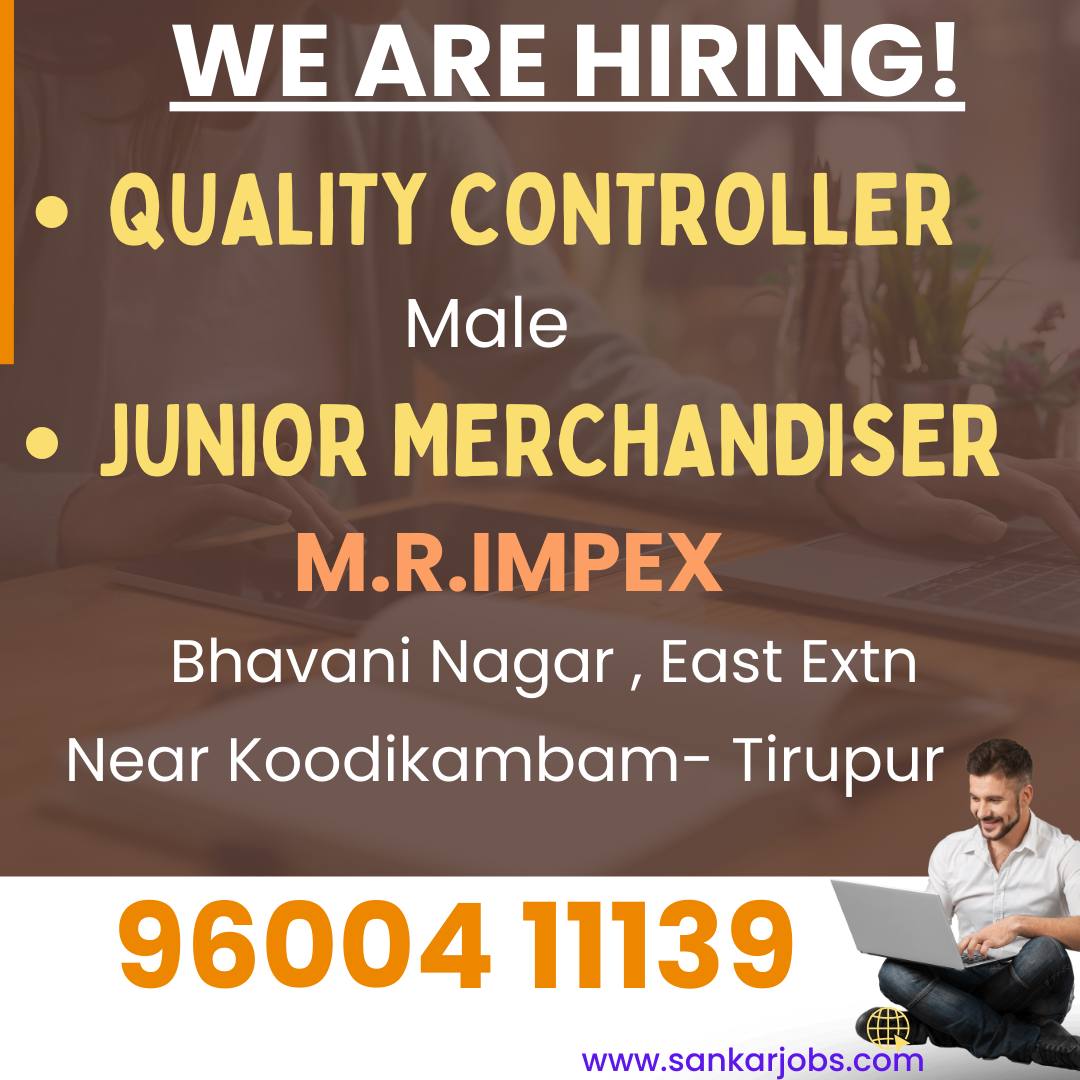 WE ARE HIRING!
• QUALITY CONTROLLER
Male
• JUNIOR MERCHANDISER
M.R.IMPEX
Bhavani Nagar , East Extn
Near Koodikambam- Tirupur
96004 11139
www.sankarjobs.com